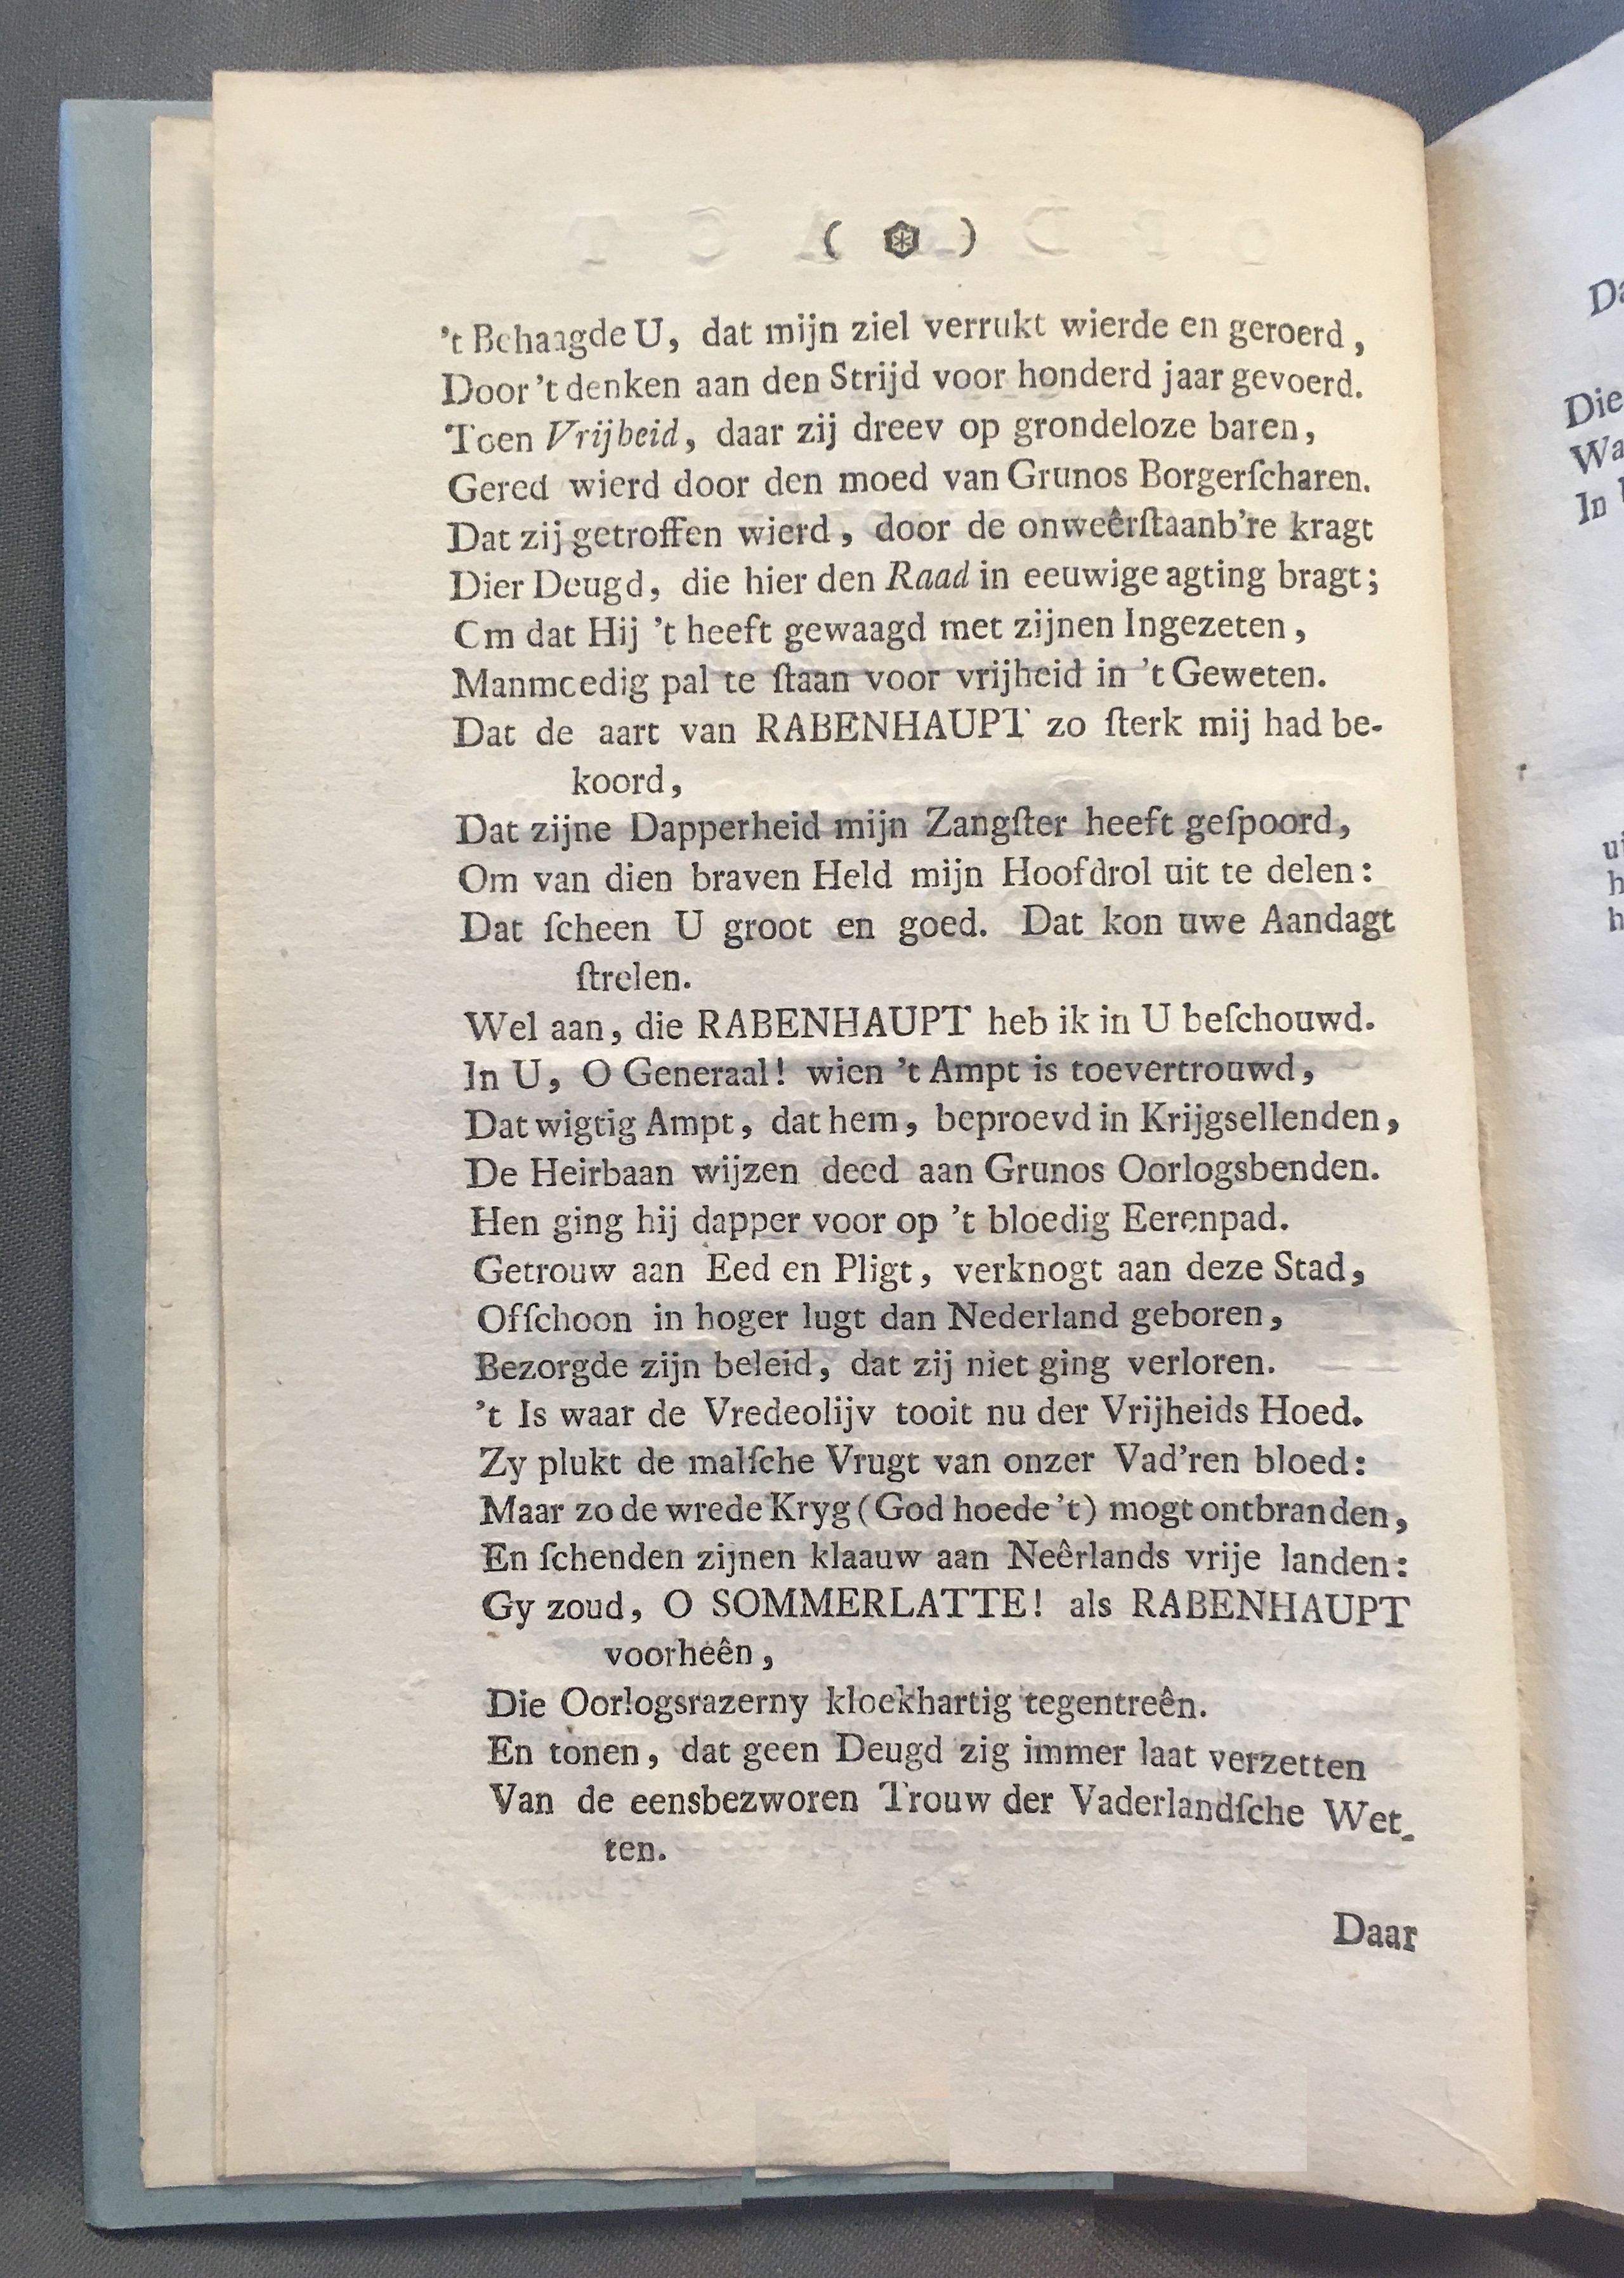 ( )
't Behaagde U, dat mijn ziel verrukt wierde en geroerd,
Door 't denken aan den Strijd voor honderd jaar gevoerd.
Toen Vrijheid, daar zij dreev op grondeloze baren,
Gered wierd door den moed van Grunos Borgerſcharen.
Dat zij getroffen wierd, door de onweêrſtaanb're kragt
Dier Deugd, die hier den Raad in eeuwige agting bragt;
Om dat Hij 't heeft gewaagd met zijnen Ingezeten,
Manmoedig pal te ſtaan voor vrijheid in 't Geweten.
Dat de aart van RABENHAUPT zo ſterk mij had be-
koord,
Dat zijne Dapperheid mijn Zangſter heeft geſpoord,
Om van dien braven Held mijn Hoofdrol uit te delen:
Dat ſcheen U groot en goed. Dat kon uwe Aandagt
ſtrelen.
Wel aan, die RABENHAUPT heb ik in U beſchouwd.
In U, O Generaal! wien 't Ampt is toevertrouwd,
Dat wigtig Ampt, dat hem, beproevd in Krijgsellenden,
De Heirbaan wijzen deed aan Grunos Oorlogsbenden.
Hen ging hij dapper voor op 't bloedig Eerenpad.
Getrouw aan Eed en Pligt, verknogt aan deze Stad,
Ofſchoon in hoger lugt dan Nederland geboren,
Bezorgde zijn beleid, dat zij niet ging verloren.
't Is waar de Vredeolijv tooit nu der Vrijheids Hoed.
Zy plukt de malſche Vrugt van onzer Vad'ren bloed:
Maar zo de wrede Kryg (God hoede 't) mogt ontbranden,
En ſchenden zijnen klaauw aan Neêrlands vrije landen:
Gy zoud, O SOMMERLATTE! als RABENHAUPT
voorheên,
Die Oorlogsrazerny kloekhartig tegentreên.
En tonen, dat geen Deugd zig immer laat verzetten
Van de eensbezworen Trouw der Vaderlandſche Wet-
ten.
Daar
Die
In